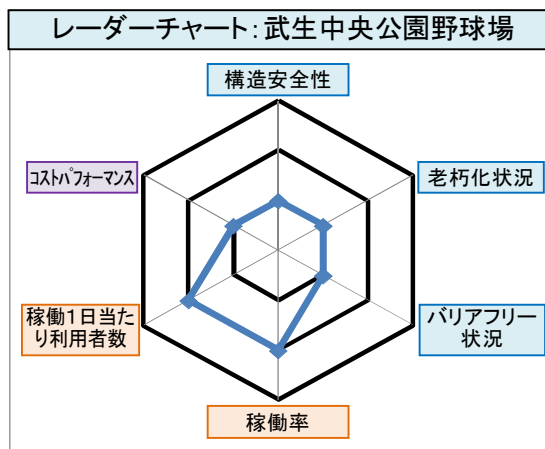 レーダーチャート:武生中央公園野球場
構造安全性
コストパフォーマンス
老朽化状況
稼働1日当た
り利用者数
バリアフリー
状況
稼働率